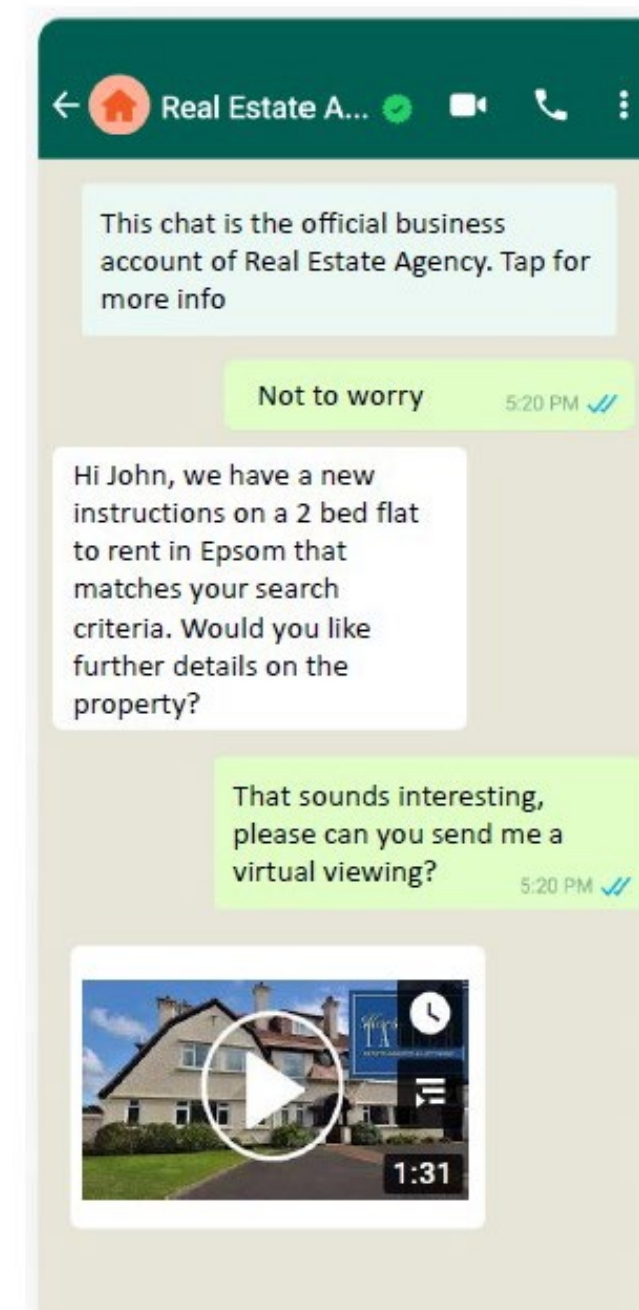 Real Estate A...
This chat is the official business
account of Real Estate Agency. Tap for
more info
Not to worry
5:20 PM
Hi John, we have a new
instructions on a 2 bed flat
to rent in Epsom that
matches your search
criteria. Would you like
further details on the
property?
That sounds interesting,
please can you send me a
virtual viewing?
5:20 PM
1:31